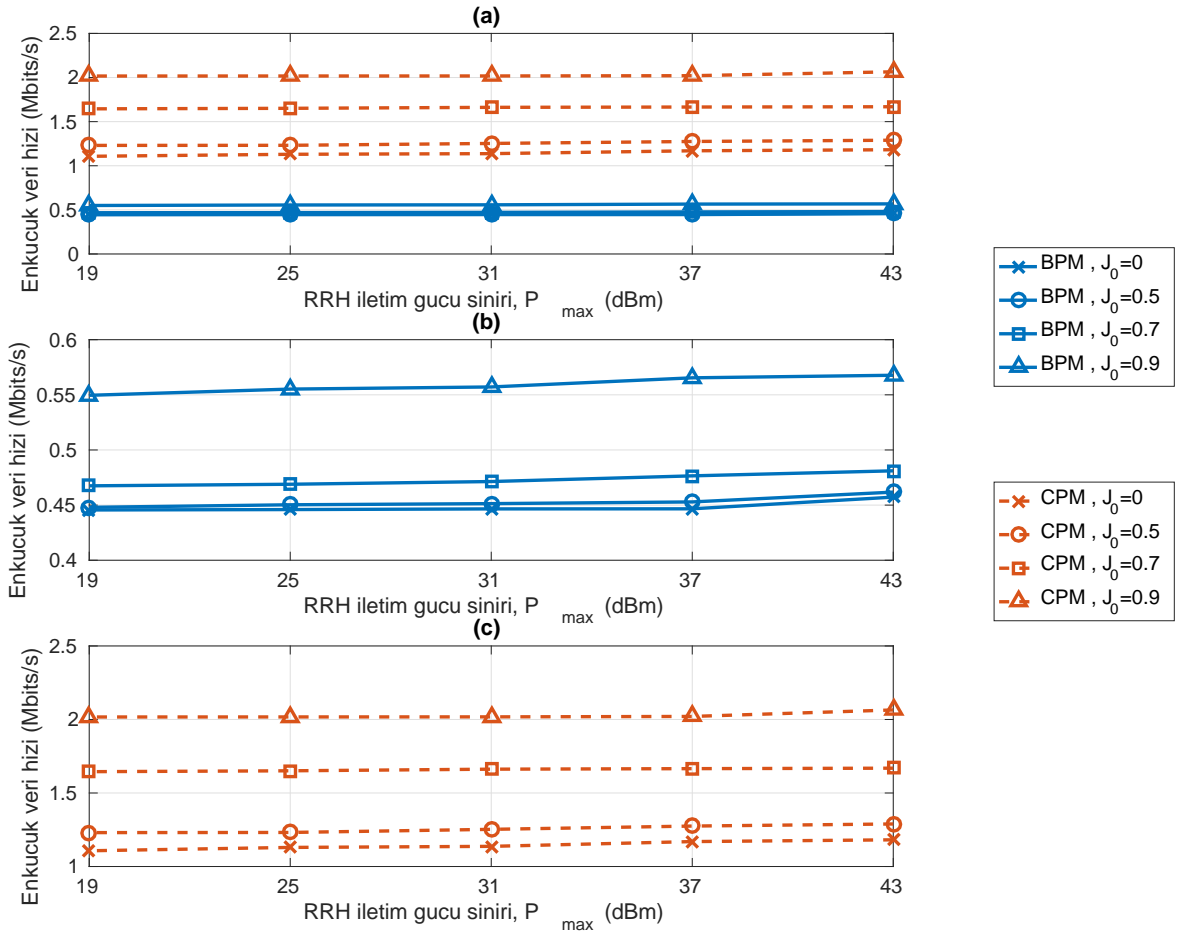 (a)
Enkucuk veri hizi (Mbits/s)
2.5
2
1.5
1
0.5
0
19 25 31 37 43
RRH iletim gucu siniri, P max (dBm)
(b)
Enkucuk veri hizi (Mbits/s)
0.6
0.55
0.5
0.45
0.4
19 25 31 37 43
RRH iletim gucu siniri, P max (dBm)
(c)
Enkucuk veri hizi (Mbits/s)
2.5
2
1.5
1
19 25 31 37 43
RRH iletim gucu siniri, P max (dBm)
BPM , J0=0
BPM , J0=0.5
BPM , J0=0.7
BPM , J0=0.9
CPM , J0=0
CPM , J0=0.5
CPM , J0=0.7
CPM , J0=0.9